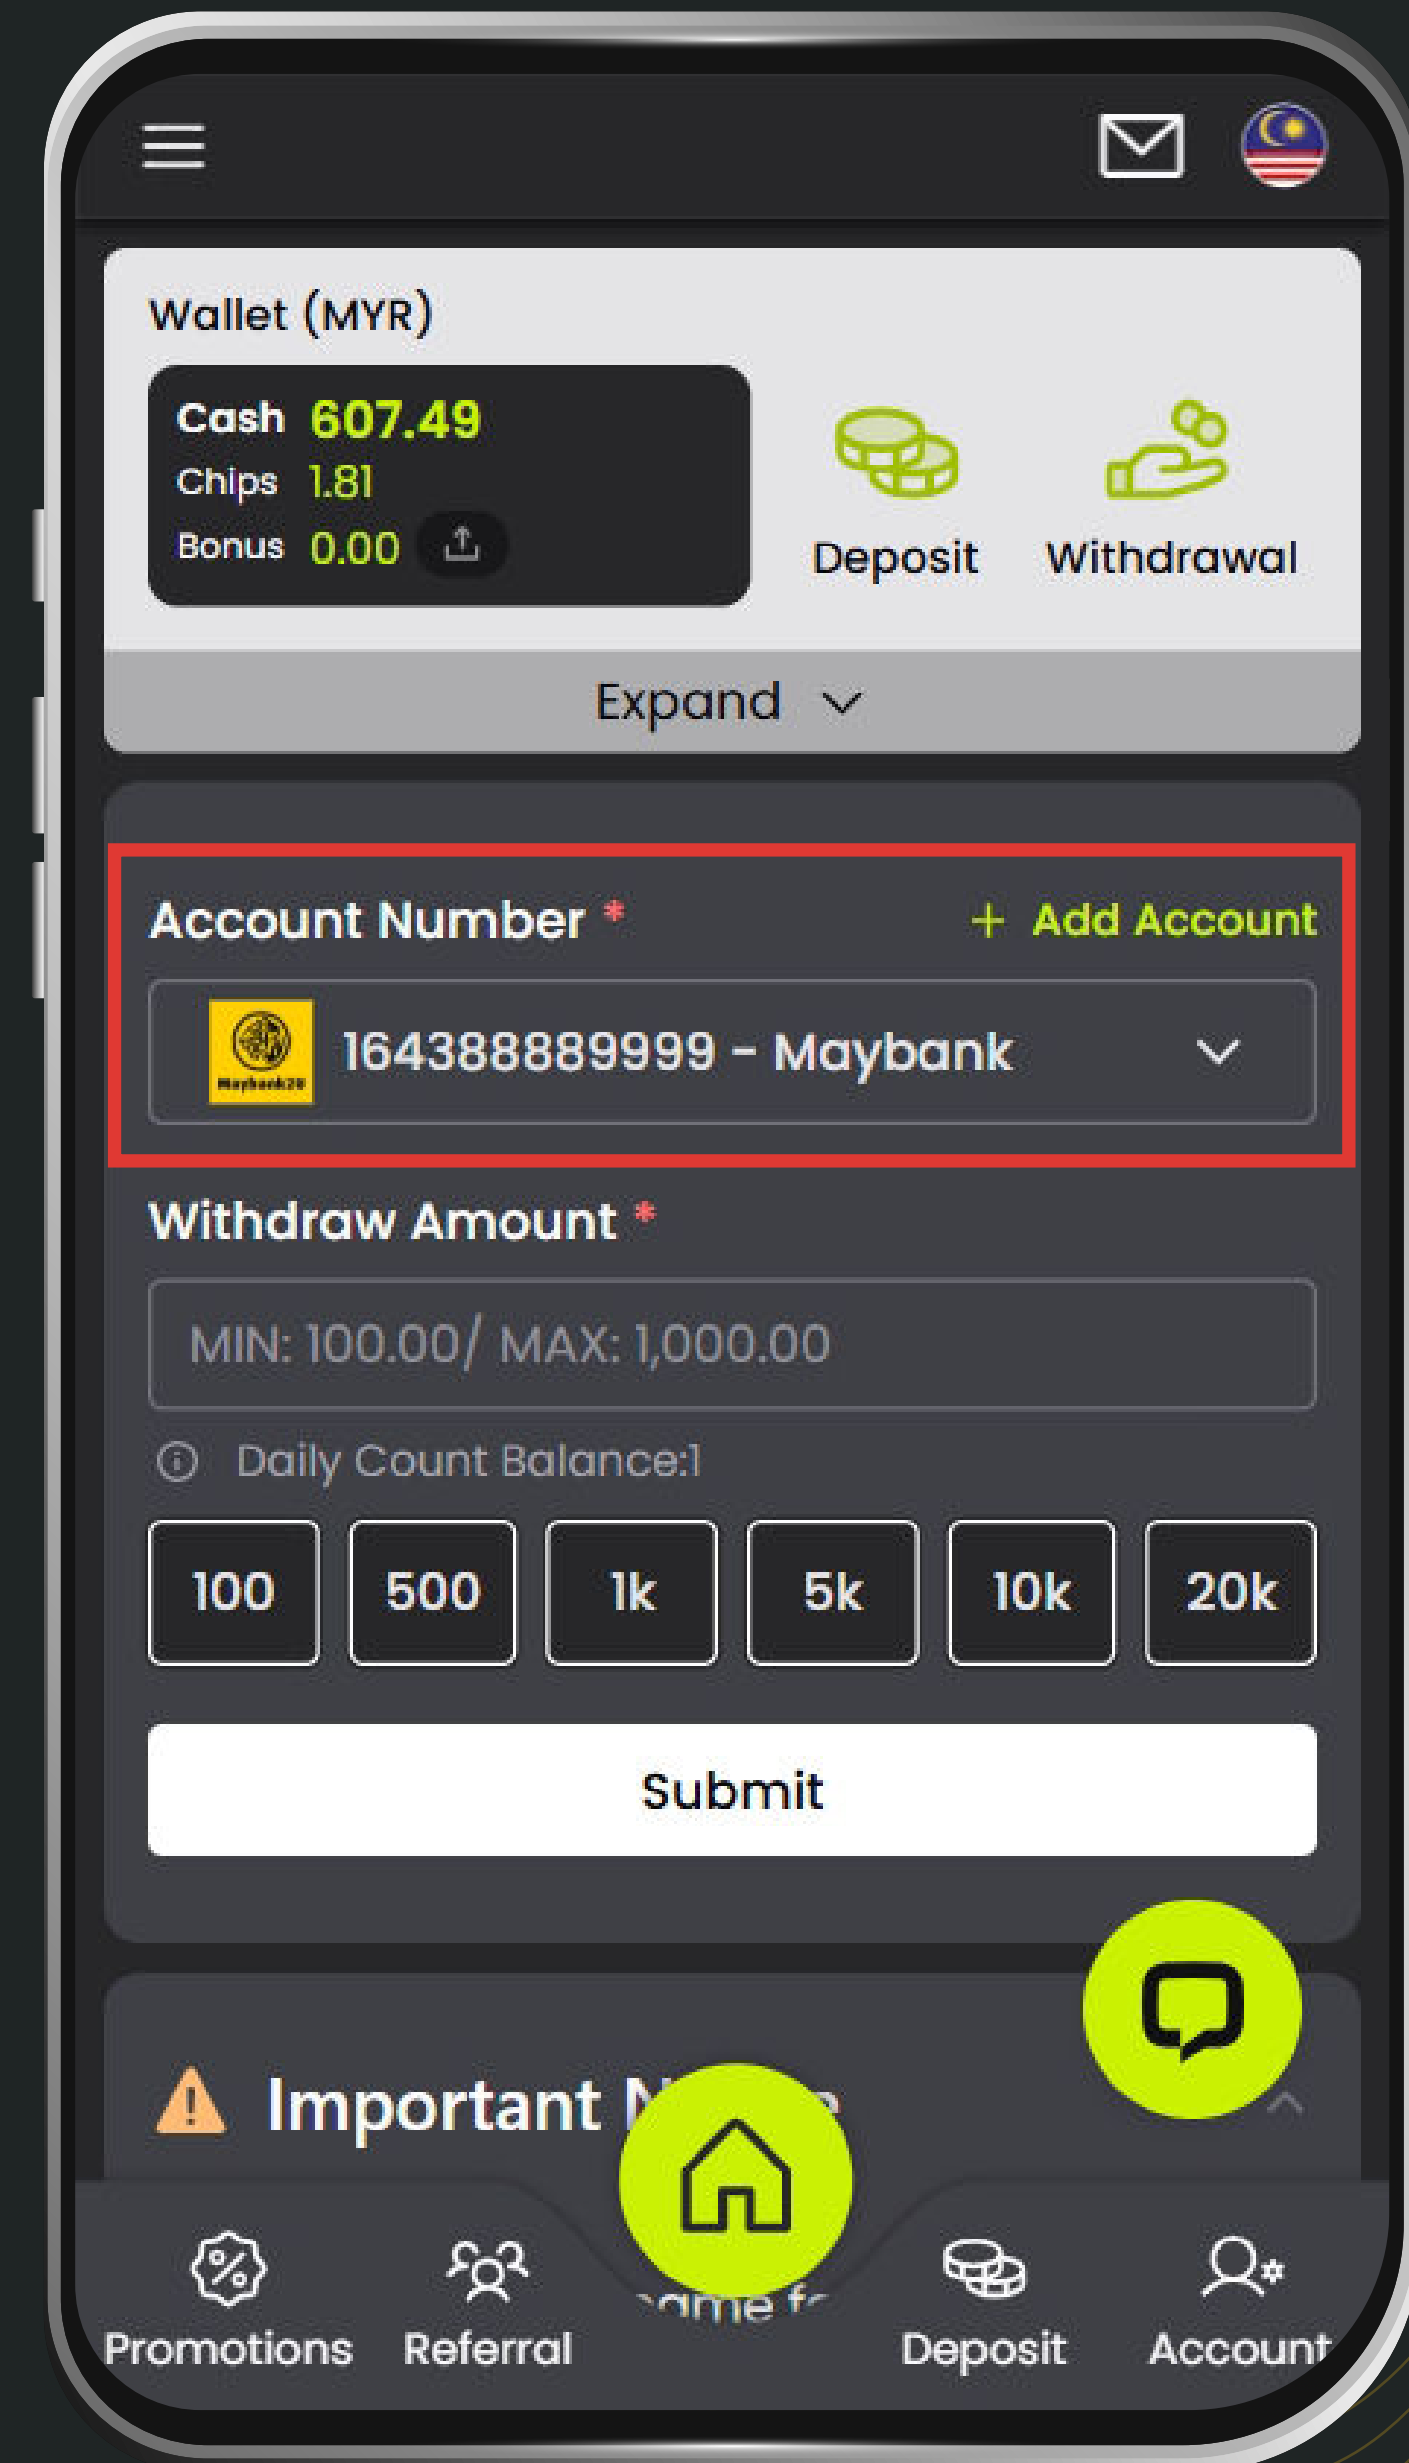 Wallet (MYR)
Cash 607.49
Chips 1.81
Bonus 0.00
Deposit
Withdrawal
Expand
Account Number * + Add Account
Maybank2u
164388889999 - Maybank
Withdraw Amount *
MIN: 100.00/ MAX: 1,000.00
Daily Count Balance:1
100 500 1k 5k 10k 20k
Submit
Important
Promotions Referral Deposit Account